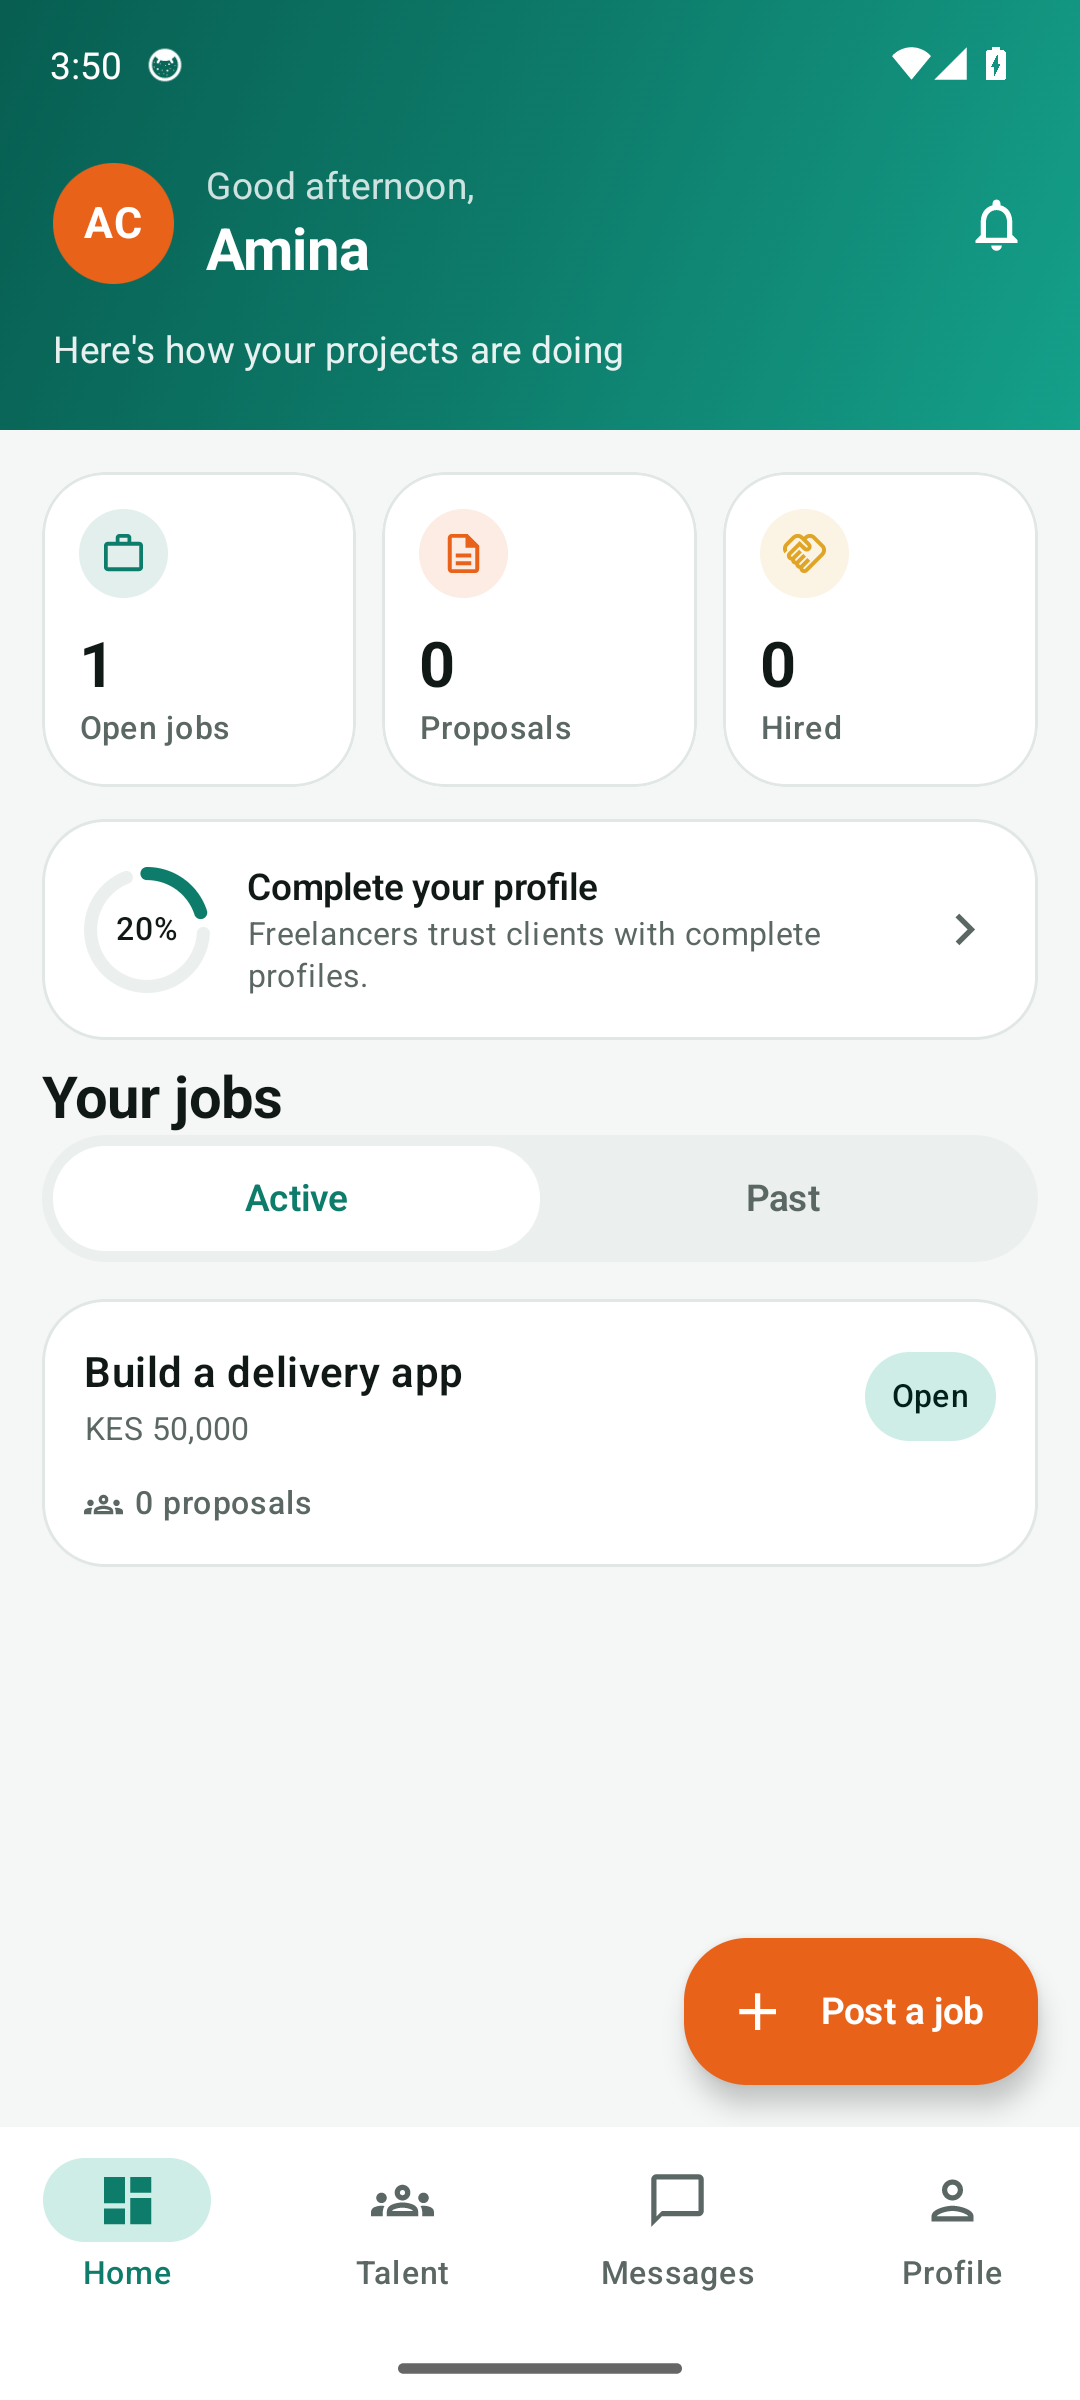 3:50
AC
Good afternoon,
Amina
Here's how your projects are doing
1
Open jobs
0
Proposals
0
Hired
20%
Complete your profile
Freelancers trust clients with complete
profiles.
Your jobs
Active
Past
Build a delivery app
KES 50,000
Open
0 proposals
Post a job
Home
Talent
Messages
Profile